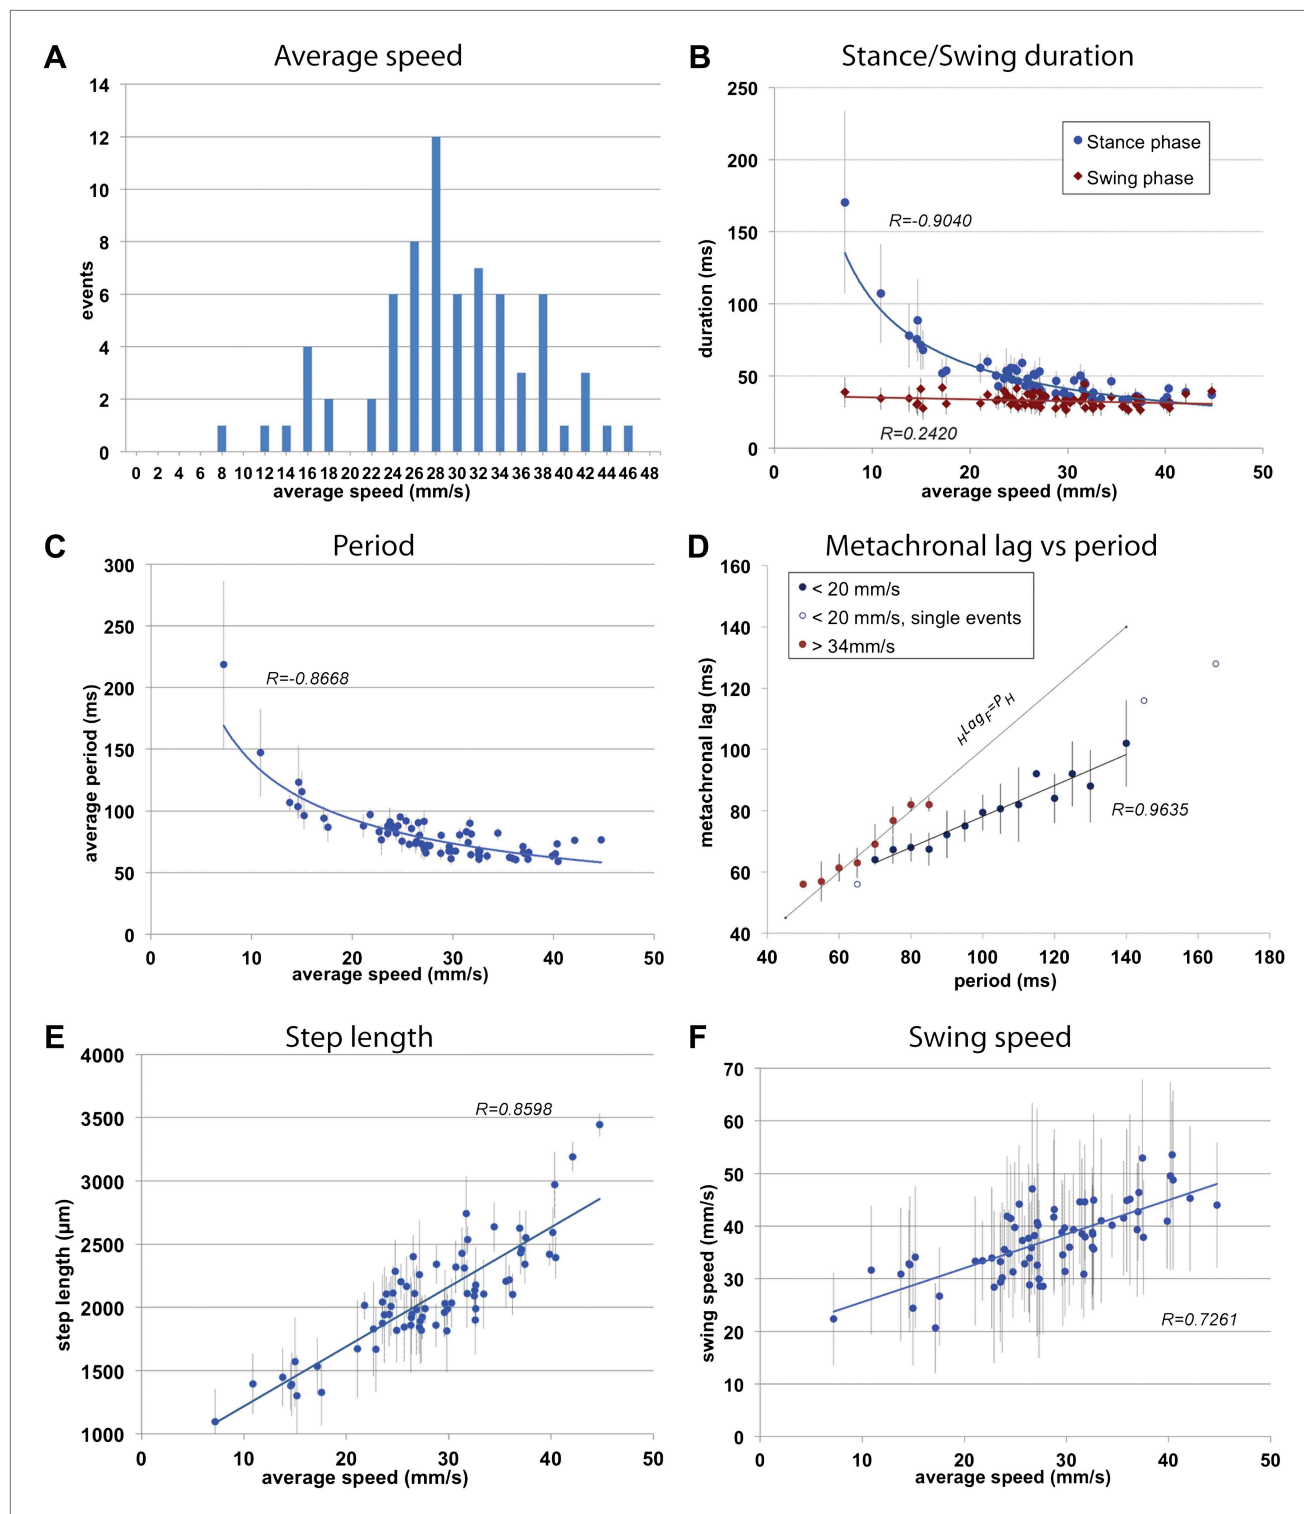 A Average speed
14
12
10
8
6
4
2
0
events
0 2 4 6 8 10 12 14 16 18 20 22 24 26 28 30 32 34 36 38 40 42 44 46 48
average speed (mm/s)
B Stance/Swing duration
250
200
150
100
50
0
duration (ms)
Stance phase
Swing phase
R=-0.9040
R=0.2420
0 10 20 30 40 50
average speed (mm/s)
C Period
300
250
200
150
100
50
0
average period (ms)
R=-0.8668
0 10 20 30 40 50
average speed (mm/s)
D Metachronal lag vs period
160
140
120
100
80
60
40
metachronal lag (ms)
< 20 mm/s
< 20 mm/s, single events
> 34mm/s
HLagF=PH
R=0.9635
40 60 80 100 120 140 160 180
period (ms)
E Step length
4000
3500
3000
2500
2000
1500
1000
step length (µm)
R=0.8598
0 10 20 30 40 50
average speed (mm/s)
F Swing speed
70
60
50
40
30
20
10
0
swing speed (mm/s)
R=0.7261
0 10 20 30 40 50
average speed (mm/s)